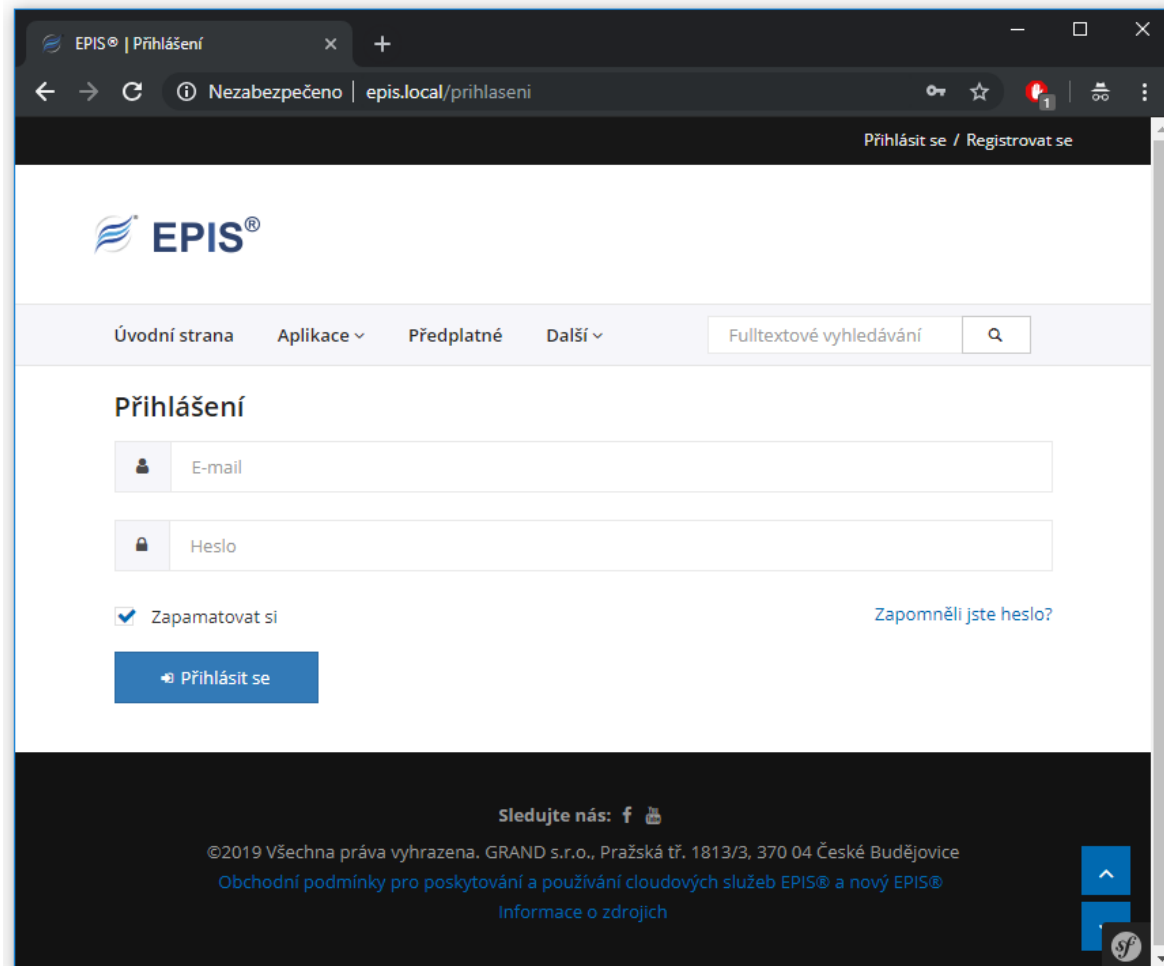 EPIS® | Přihlášení
Nezabezpečeno | epis.local/prihlaseni
1
Přihlásit se / Registrovat se
EPIS®
Úvodní strana Aplikace Předplatné Další Fulltextové vyhledávání
Přihlášení
E-mail
Heslo
Zapamatovat si Zapomněli jste heslo?
Přihlásit se
Sledujte nás:
©2019 Všechna práva vyhrazena. GRAND s.r.o., Pražská tř. 1813/3, 370 04 České Budějovice
Obchodní podmínky pro poskytování a používání cloudových služeb EPIS® a nový EPIS®
Informace o zdrojich
sf